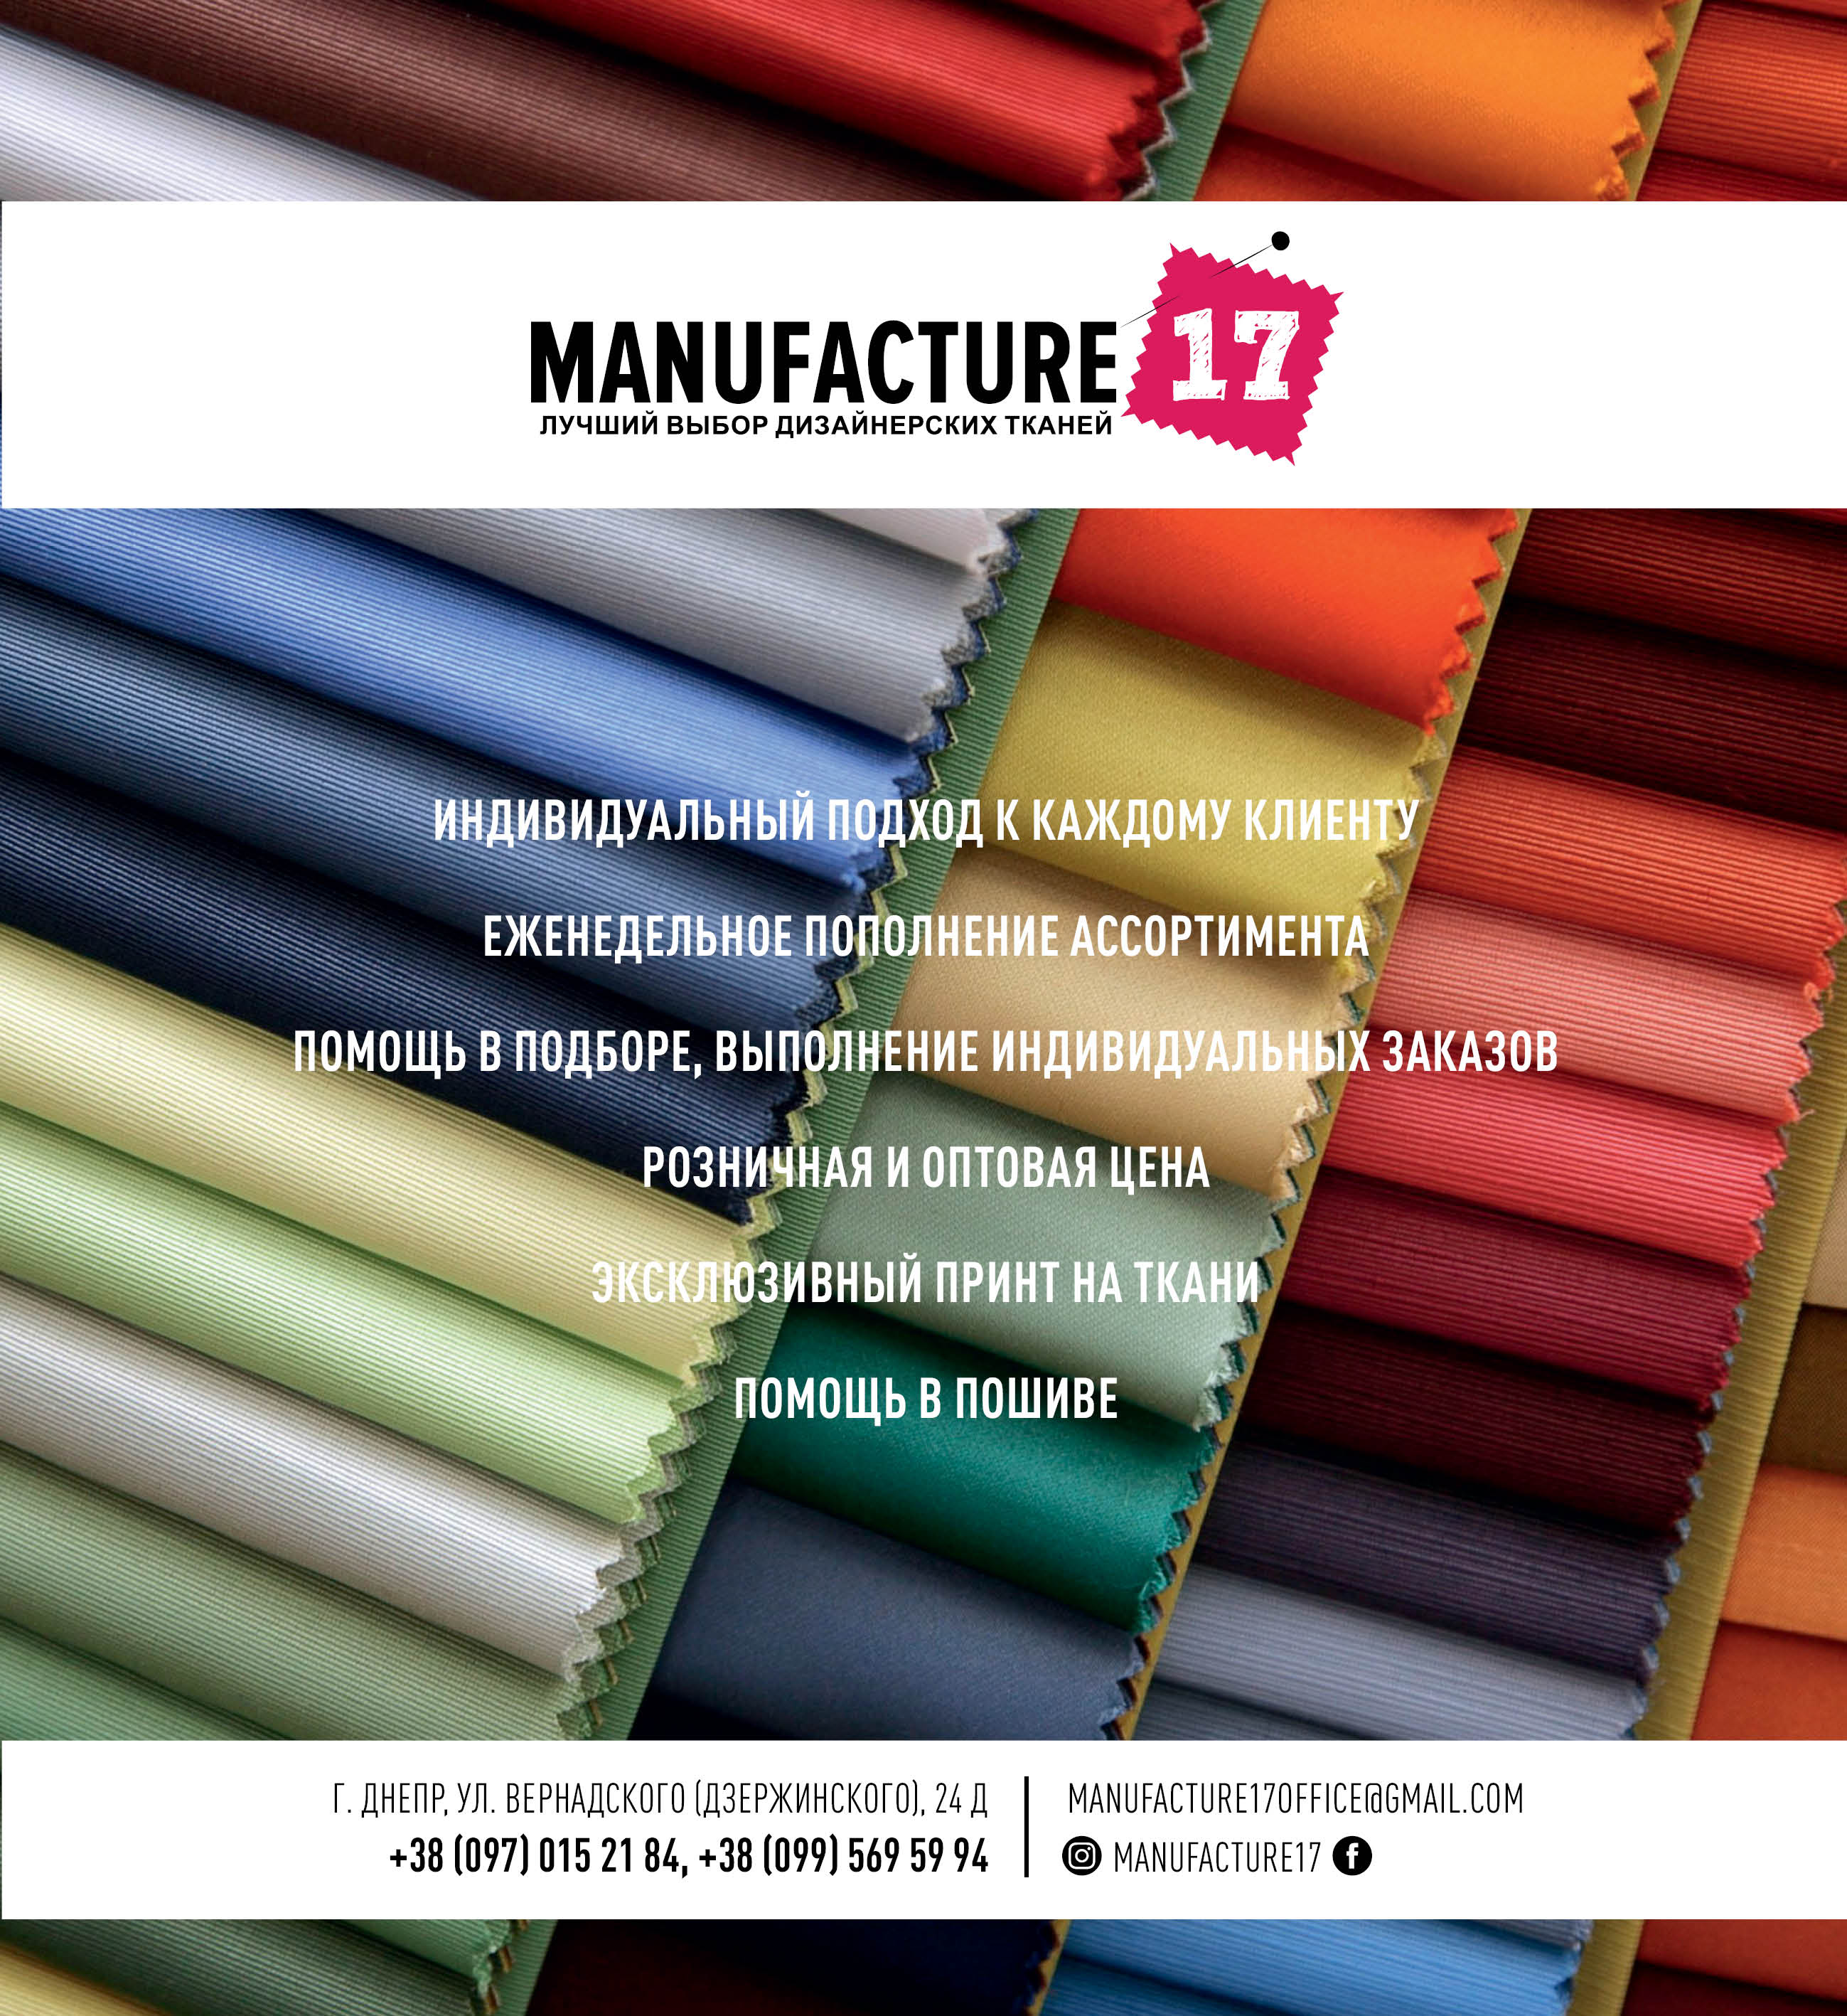 MANUFACTURE 17
ЛУЧШИЙ ВЫБОР ДИЗАЙНЕРСКИХ ТКАНЕЙ
ИНДИВИДУАЛЬНЫЙ ПОДХОД К КАЖДОМУ КЛИЕНТУ
ЕЖЕНЕДЕЛЬНОЕ ПОПОЛНЕНИЕ АССОРТИМЕНТА
ПОМОЩЬ В ПОДБОРЕ, ВЫПОЛНЕНИЕ ИНДИВИДУАЛЬНЫХ ЗАКАЗОВ
РОЗНИЧНАЯ И ОПТОВАЯ ЦЕНА
ЭКСКЛЮЗИВНЫЙ ПРИНТ НА ТКАНИ
ПОМОЩЬ В ПОШИВЕ
Г. ДНЕПР, УЛ. ВЕРНАДСКОГО (ДЗЕРЖИНСКОГО), 24 Д
+38 (097) 015 21 84, +38 (099) 569 59 94
MANUFACTURE17OFFICE@GMAIL.COM
MANUFACTURE17